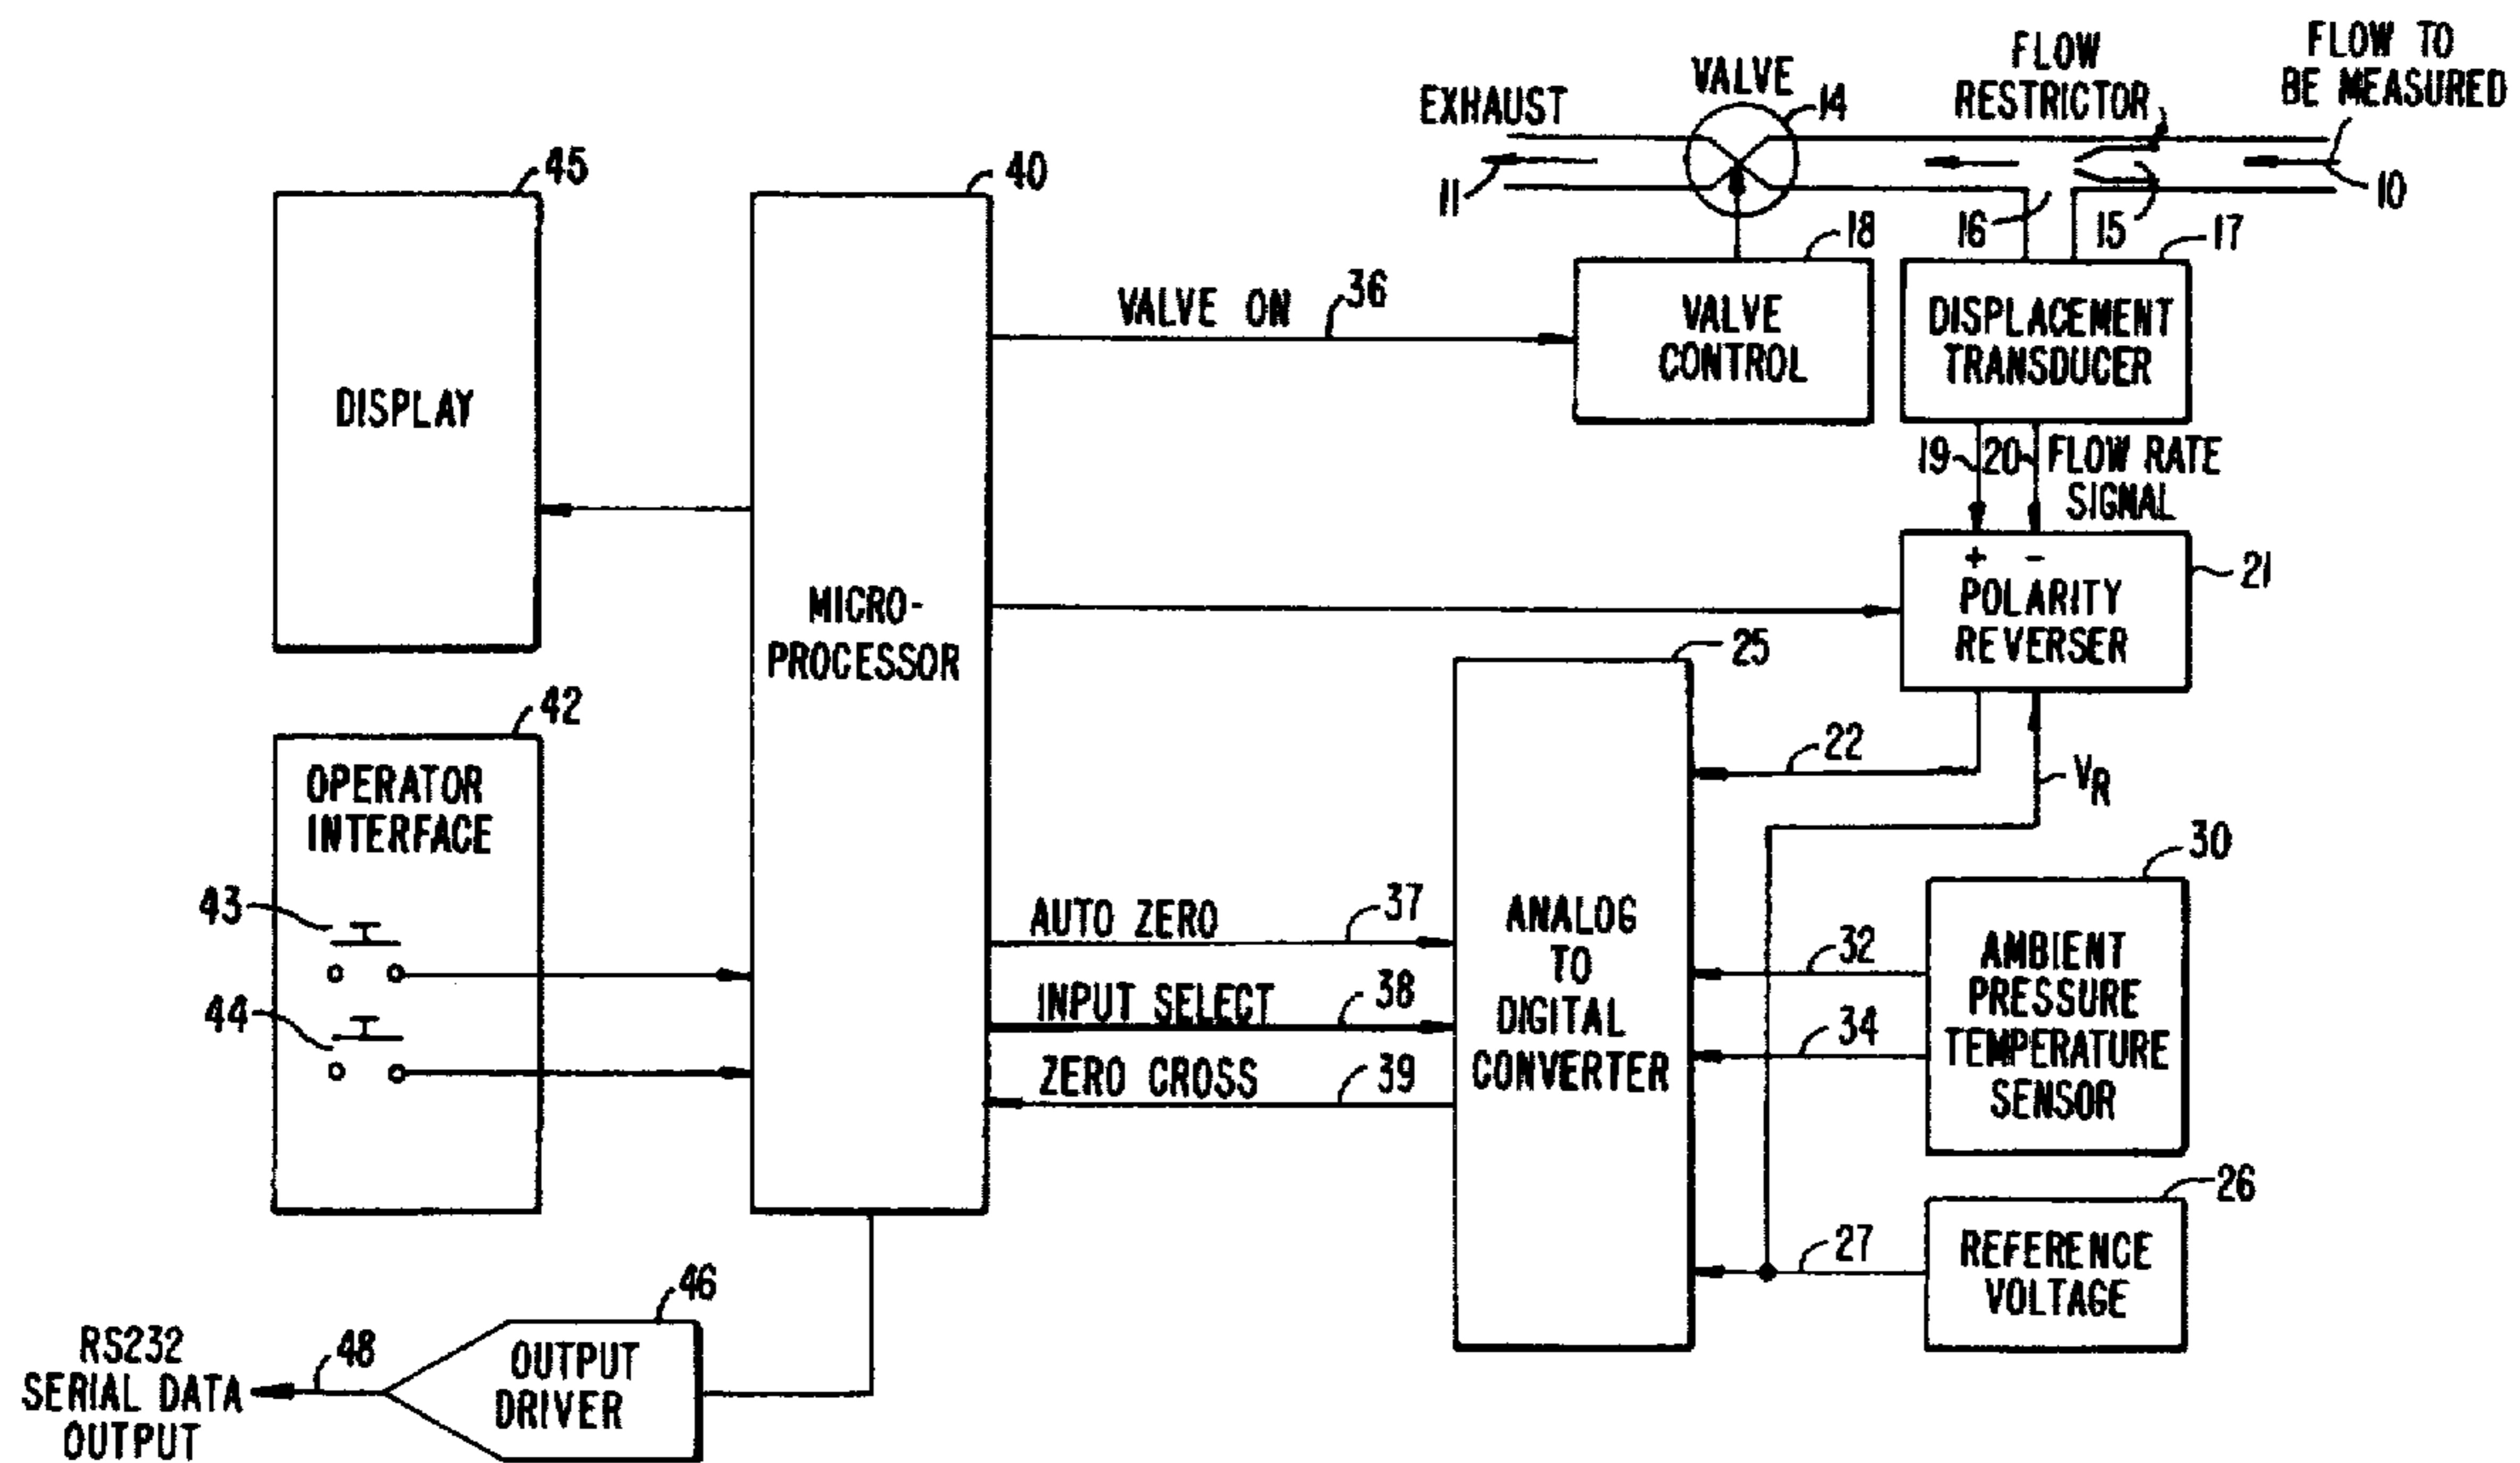 FLOW TO
BE MEASURED
FLOW
RESTRICTOR
VALVE
14
EXHAUST
11
10
16
15
17
18
45
40
VALVE ON
36
VALVE
CONTROL
DISPLACEMENT
TRANSDUCER
DISPLAY
19
20
FLOW RATE
SIGNAL
+ -
POLARITY
REVERSER
21
MICRO-
PROCESSOR
25
42
22
VR
OPERATOR
INTERFACE
30
43
AUTO ZERO
37
ANALOG
TO
DIGITAL
CONVERTER
32
AMBIENT
PRESSURE
TEMPERATURE
SENSOR
44
INPUT SELECT
38
34
ZERO CROSS
39
26
27
REFERENCE
VOLTAGE
46
RS232
SERIAL DATA
OUTPUT
48
OUTPUT
DRIVER